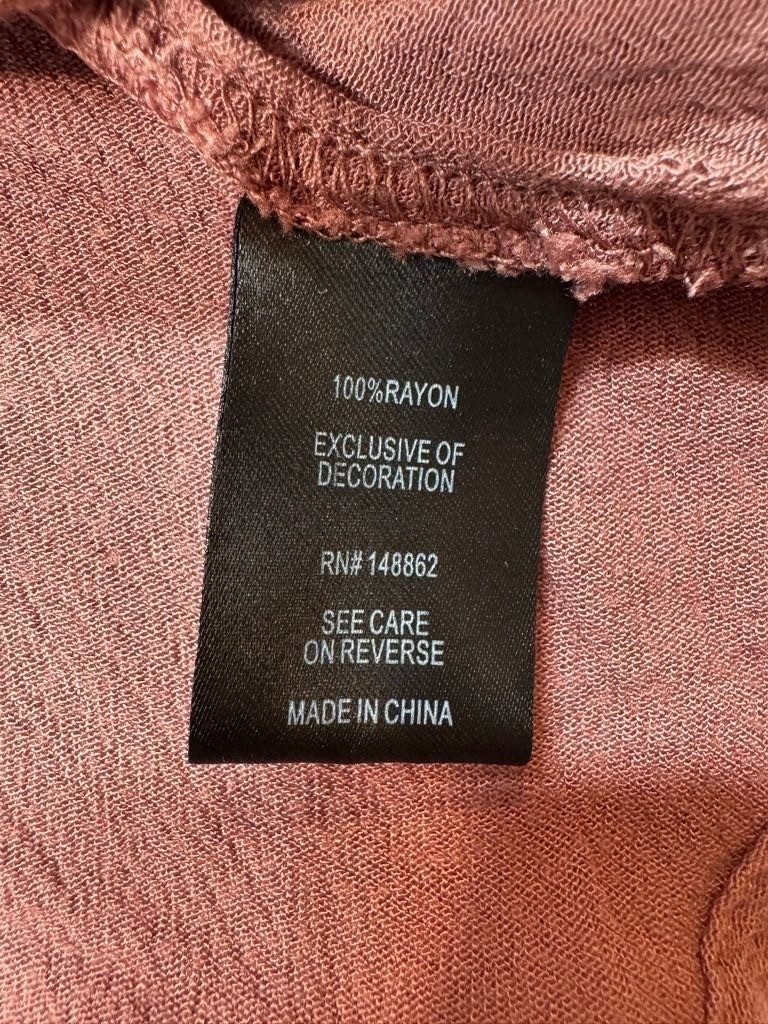 100%RAYON
EXCLUSIVE OF
DECORATION
RN# 148862
SEE CARE
ON REVERSE
MADE IN CHINA